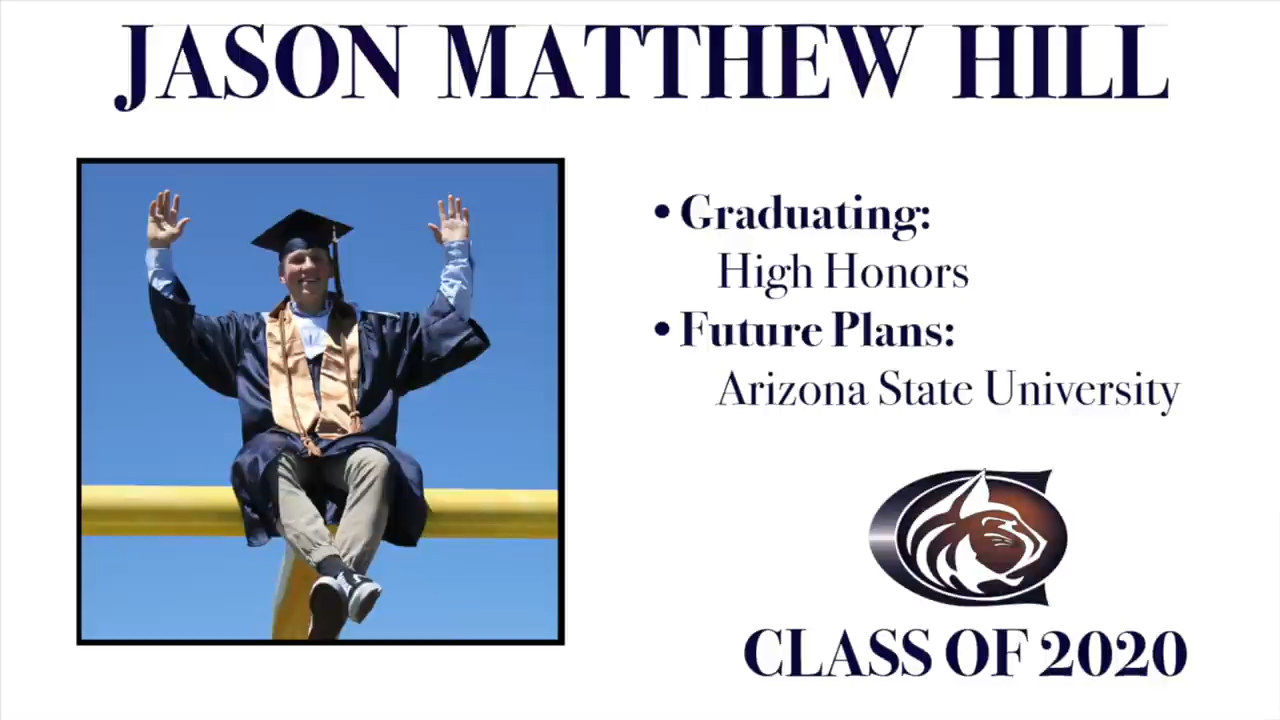 JASON MATTHEW HILL
• Graduating:
High Honors
• Future Plans:
Arizona State University
CLASS OF 2020